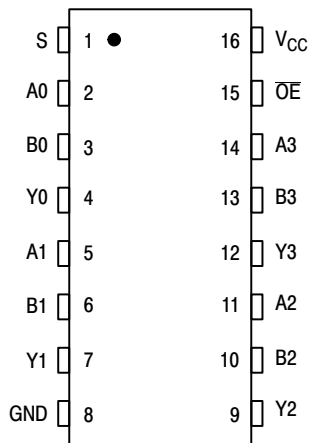 S 1 16 VCC
A0 2 15 OE
B0 3 14 A3
Y0 4 13 B3
A1 5 12 Y3
B1 6 11 A2
Y1 7 10 B2
GND 8 9 Y2